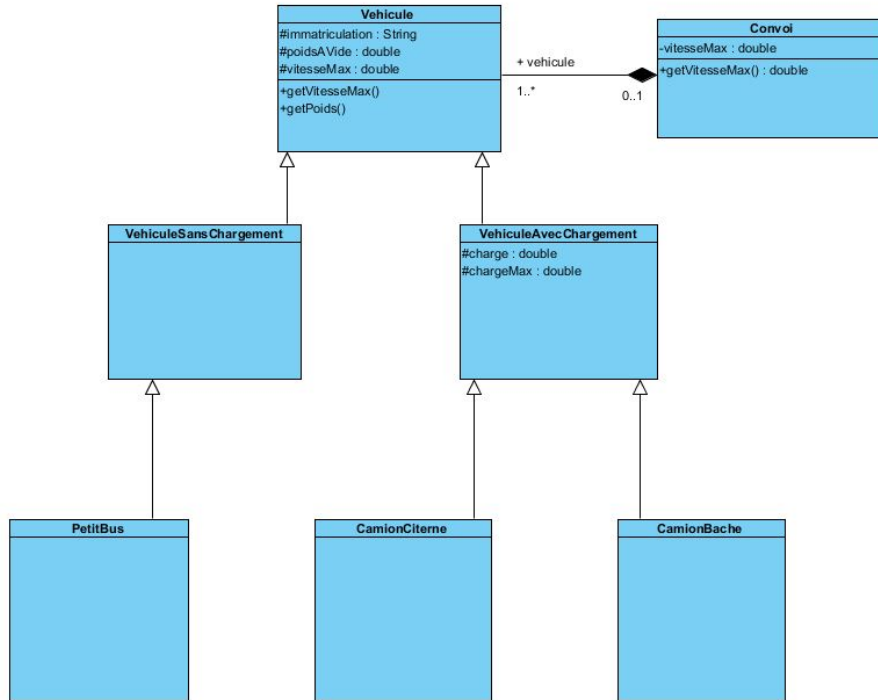 Vehicule
#immatriculation : String
#poidsAVide : double
#vitesseMax : double
+getVitesseMax()
+getPoids()
+ vehicule
1..*
0..1
Convoi
-vitesseMax : double
+getVitesseMax() : double
VehiculeSansChargement
VehiculeAvecChargement
#charge : double
#chargeMax : double
PetitBus
CamionCiterne
CamionBache